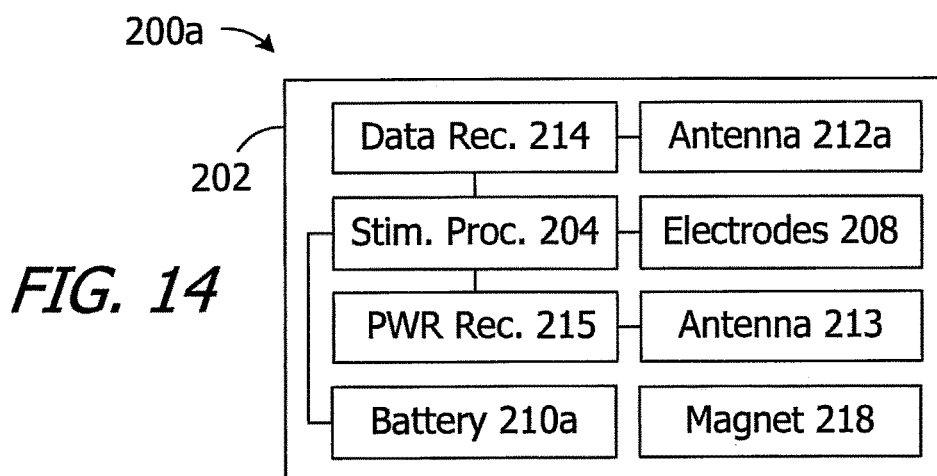 200a
202
Data Rec. 214
Antenna 212a
Stim. Proc. 204
Electrodes 208
PWR Rec. 215
Antenna 213
Battery 210a
Magnet 218
FIG. 14